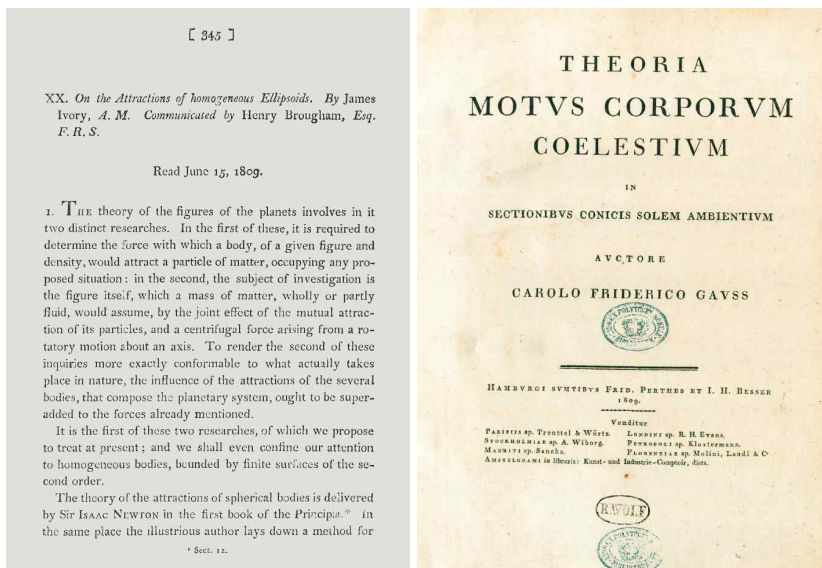 [ 345 ]
XX. On the Attractions of homogeneous Ellipsoids. By James
Ivory, A. M. Communicated by Henry Brougham, Esq.
F. R. S.
Read June 15, 1809.
1. THE theory of the figures of the planets involves in it
two distinct researches. In the first of these, it is required to
determine the force with which a body, of a given figure and
density, would attract a particle of matter, occupying any pro-
posed situation: in the second, the subject of investigation is
the figure itself, which a mass of matter, wholly or partly
fluid, would assume, by the joint effect of the mutual attrac-
tion of its particles, and a centrifugal force arising from a ro-
tatory motion about an axis. To render the second of these
inquiries more exactly conformable to what actually takes
place in nature, the influence of the attractions of the several
bodies, that compose the planetary system, ought to be super-
added to the forces already mentioned.
It is the first of these two researches, of which we propose
to treat at present; and we shall even confine our attention
to homogeneous bodies, bounded by finite surfaces of the se-
cond order.
The theory of the attractions of spherical bodies is delivered
by Sir ISAAC NEWTON in the first book of the Principia.* In
the same place the illustrious author lays down a method for
* Sect. 12.
THEORIA
MOTVS CORPORVM
COELESTIVM
IN
SECTIONIBVS CONICIS SOLEM AMBIENTIVM
AVCTORE
CAROLO FRIDERICO GAVSS
HAMBVRGI SVMTIBVS FRID. PERTHES ET I. H. BESSER
1809.
Venditur
PARISIIS ap. Treuttel & Würtz. LONDINI ap. R. H. Evans.
STOCKHOLMIAE ap. A. Wiborg. PETROPOLI ap. Klostermann.
MADRITI ap. Sancha. FLORENTIAE ap. Molini, Landi & C°
AMSTELODAMI in libraria: Kunst- und Industrie-Comptoir, dicta.
R. WOLF